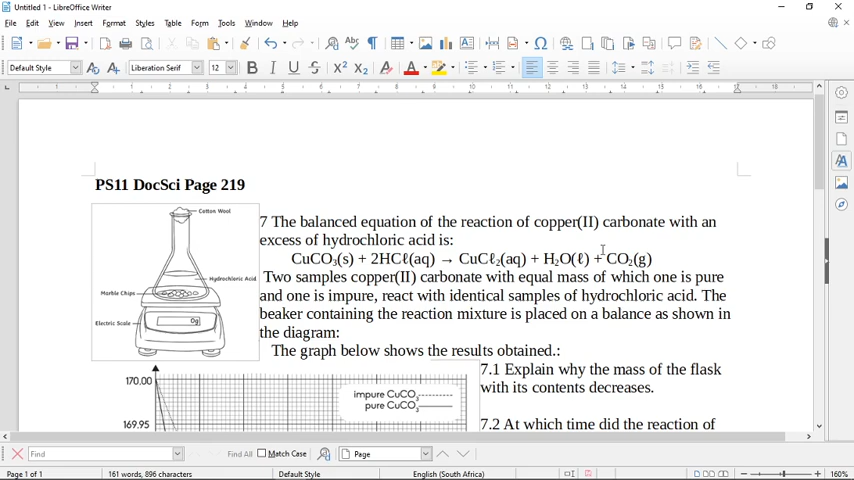 Untitled 1 - LibreOffice Writer
File Edit View Insert Format Styles Table Form Tools Window Help
Default Style Liberation Serif 12
PS11 DocSci Page 219
Cotton Wool
Hydrochloric Acid
Marble Chips
Electric Scale
0g
7 The balanced equation of the reaction of copper(II) carbonate with an
excess of hydrochloric acid is:
CuCO₃(s) + 2HCℓ(aq) → CuCℓ₂(aq) + H₂O(ℓ) + CO₂(g)
Two samples copper(II) carbonate with equal mass of which one is pure
and one is impure, react with identical samples of hydrochloric acid. The
beaker containing the reaction mixture is placed on a balance as shown in
the diagram:
The graph below shows the results obtained.:
170.00
169.95
impure CuCO₃
pure CuCO₃
7.1 Explain why the mass of the flask
with its contents decreases.
7.2 At which time did the reaction of
Find Find All Match Case Page
Page 1 of 1 161 words, 896 characters Default Style English (South Africa) 160%